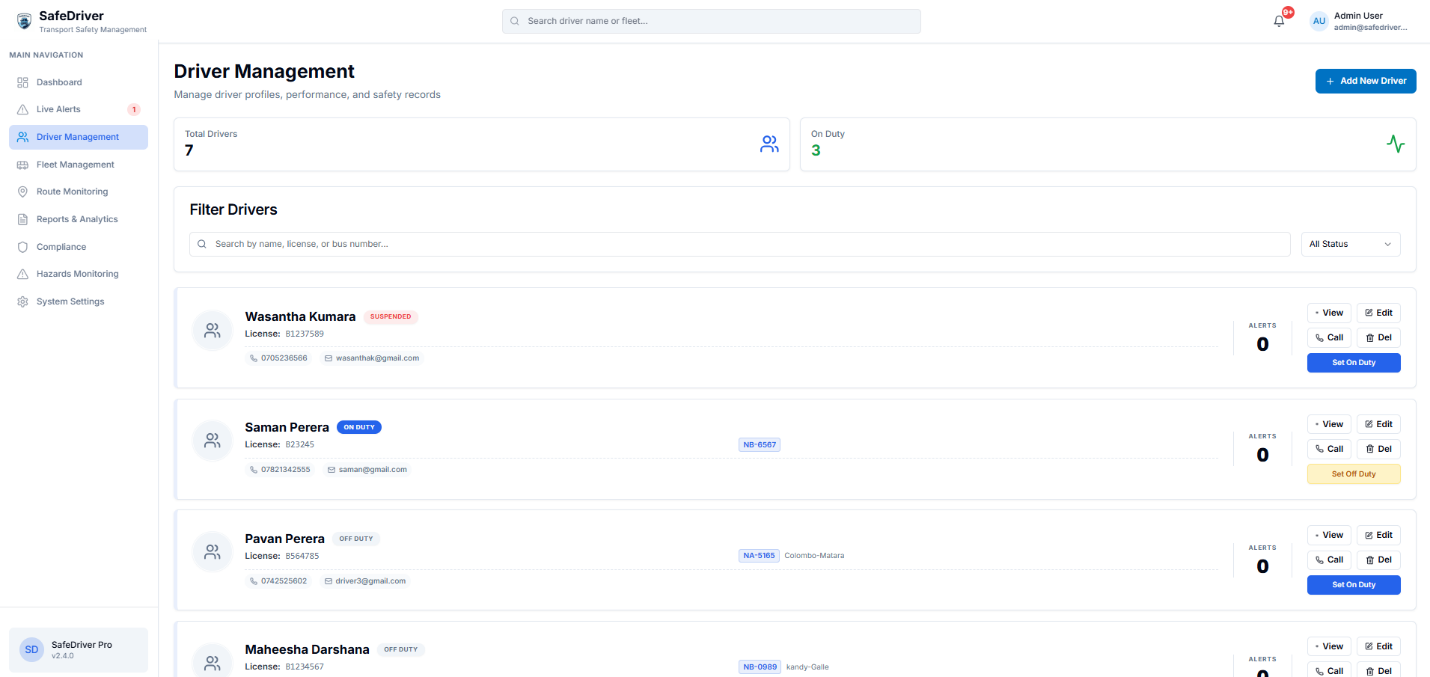 SafeDriver
Transport Safety Management
Search driver name or fleet...
9+
AU
Admin User
admin@safedriver...
MAIN NAVIGATION
Dashboard
Live Alerts 1
Driver Management
Fleet Management
Route Monitoring
Reports & Analytics
Compliance
Hazards Monitoring
System Settings
SD
SafeDriver Pro
v2.4.0
Driver Management
Manage driver profiles, performance, and safety records
+ Add New Driver
Total Drivers
7
On Duty
3
Filter Drivers
Search by name, license, or bus number...
All Status
Wasantha Kumara SUSPENDED
License: B1237589
0705236566 wasanthak@gmail.com
ALERTS
0
View Edit
Call Del
Set On Duty
Saman Perera ON DUTY
License: B23245
NB-6567
07821342555 saman@gmail.com
ALERTS
0
View Edit
Call Del
Set Off Duty
Pavan Perera OFF DUTY
License: B564785
NA-5165 Colombo-Matara
0742525602 driver3@gmail.com
ALERTS
0
View Edit
Call Del
Set On Duty
Maheesha Darshana OFF DUTY
License: B1234567
NB-0989 kandy-Galle
ALERTS
0
View Edit
Call Del